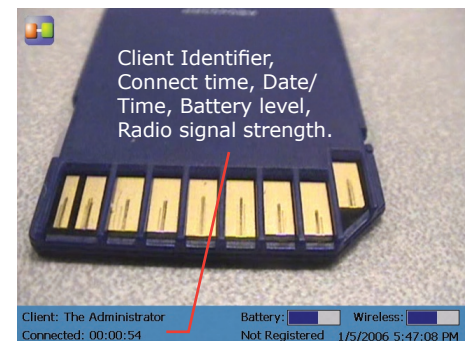 Client Identifier,
Connect time, Date/
Time, Battery level,
Radio signal strength.
Client: The Administrator Battery: Wireless:
Connected: 00:00:54 Not Registered 1/5/2006 5:47:08 PM